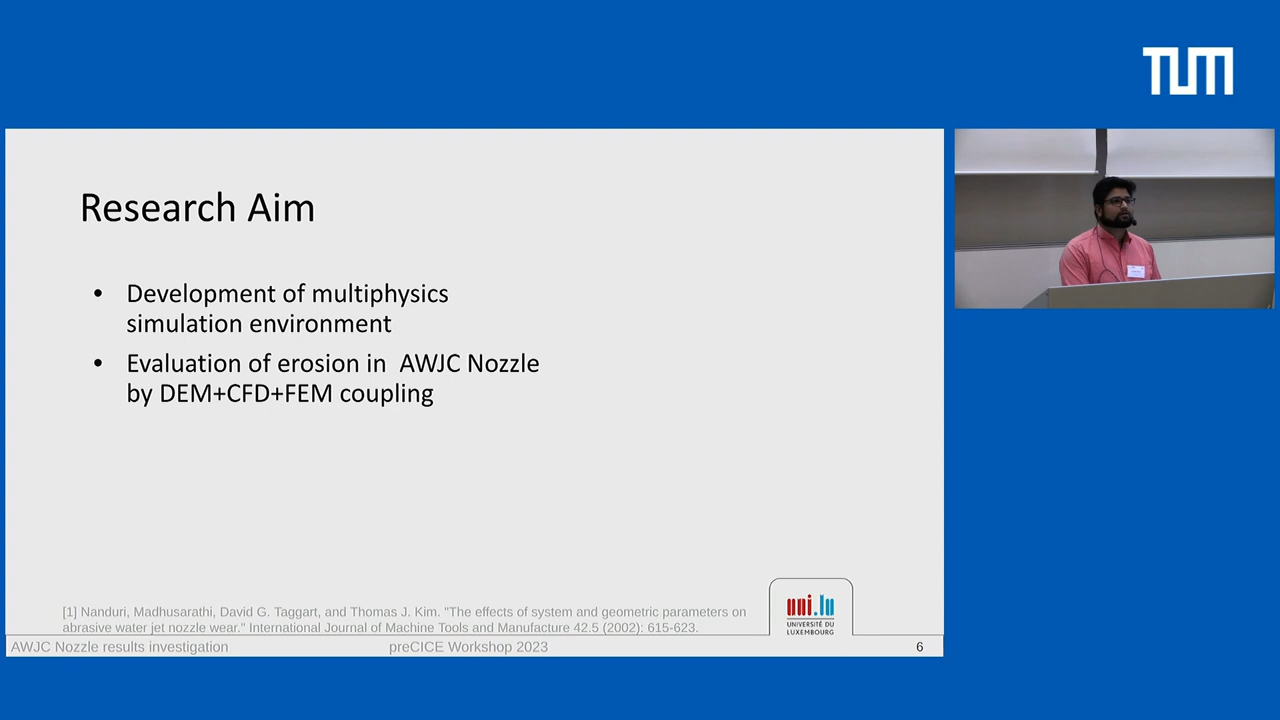 TUM
Research Aim
• Development of multiphysics
simulation environment
• Evaluation of erosion in AWJC Nozzle
by DEM+CFD+FEM coupling
[1] Nanduri, Madhusarathi, David G. Taggart, and Thomas J. Kim. "The effects of system and geometric parameters on
abrasive water jet nozzle wear." International Journal of Machine Tools and Manufacture 42.5 (2002): 615-623.
uni.lu
UNIVERSITÉ DU
LUXEMBOURG
AWJC Nozzle results investigation
preCICE Workshop 2023
6